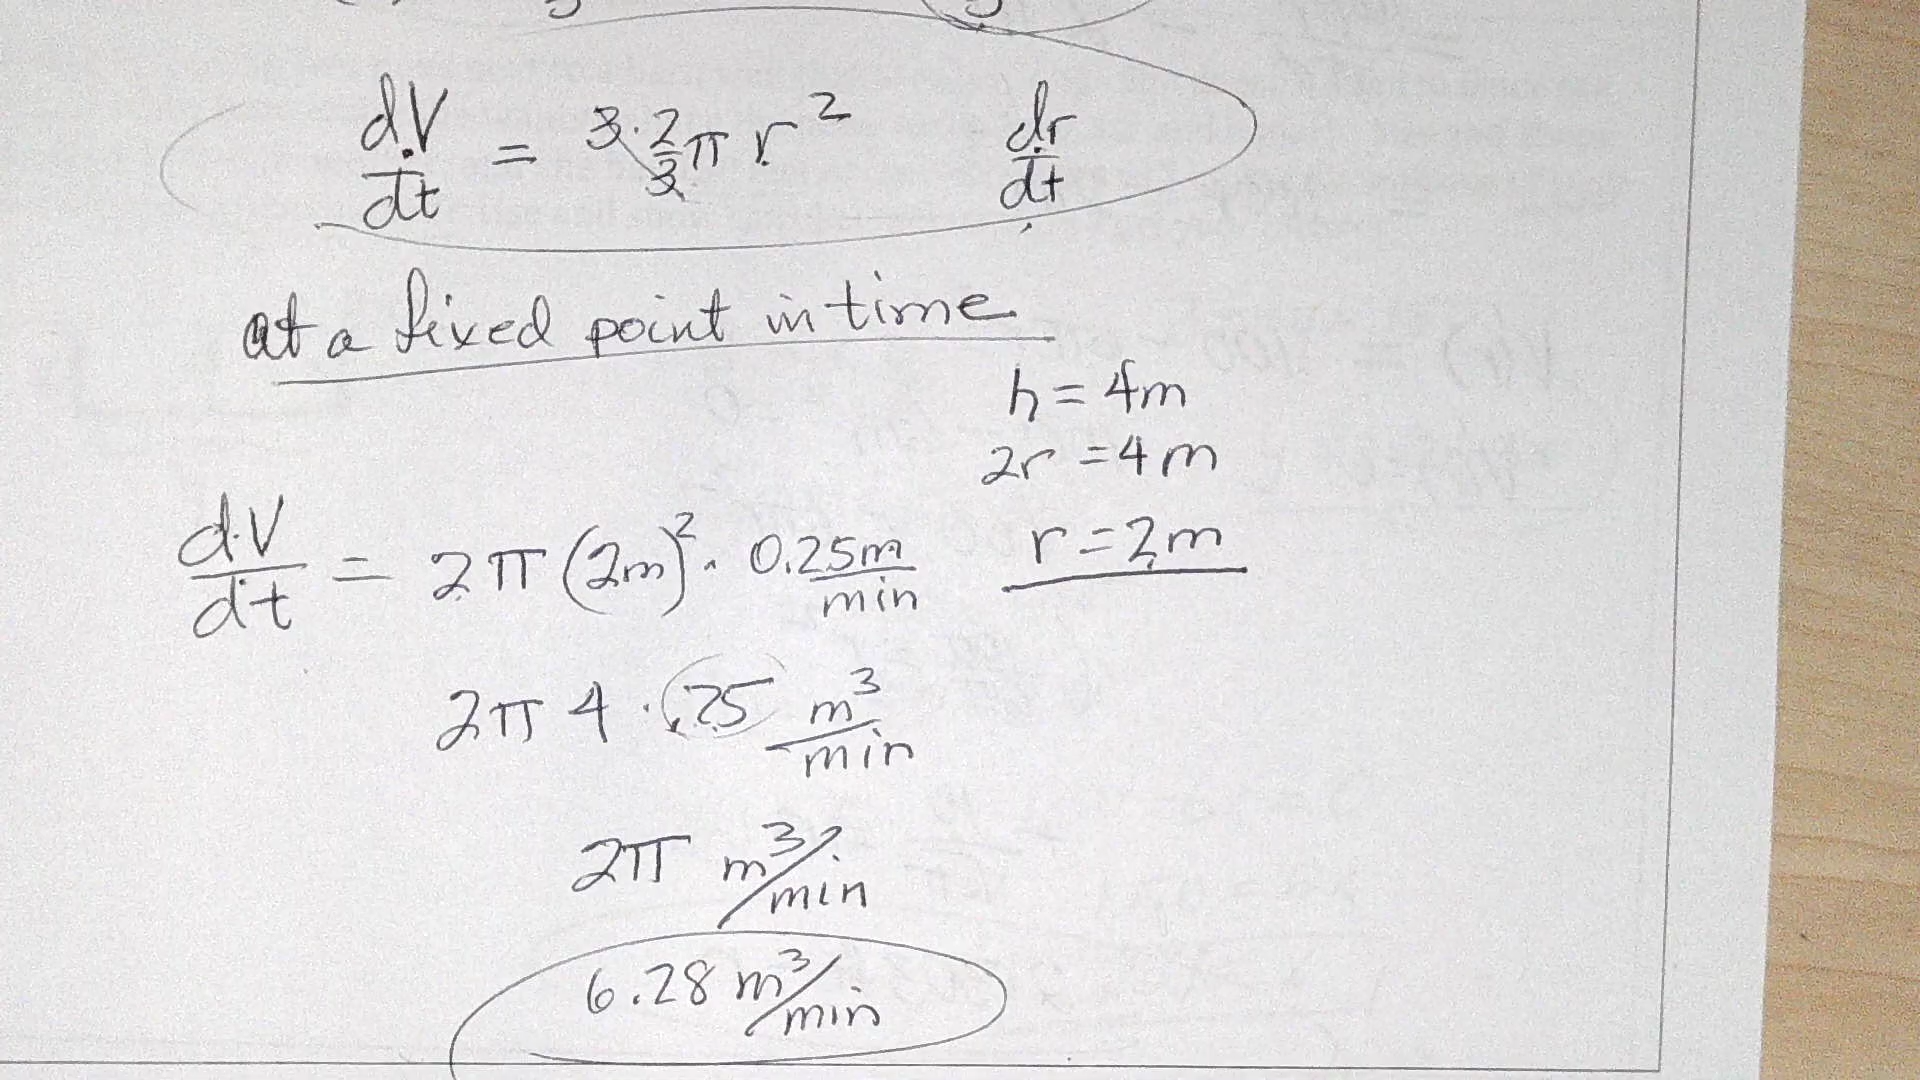 dV/dt = 3·2/3 π r² dr/dt
at a fixed point in time
h = 4m
2r = 4m
r = 2m
dV/dt = 2π(2m)² · 0.25m/min
2π 4 · .25 m³/min
2π m³/min
6.28 m³/min